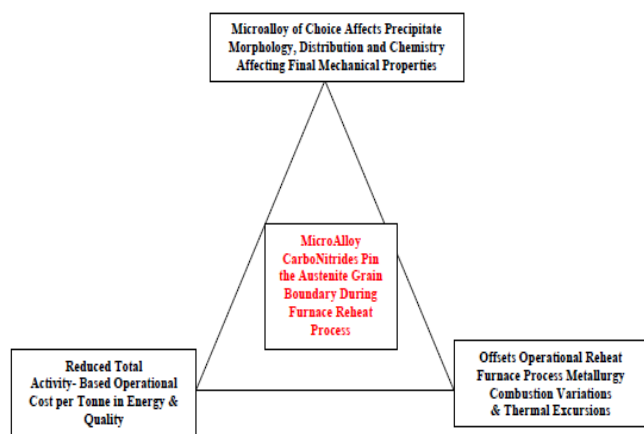 Microalloy of Choice Affects Precipitate
Morphology, Distribution and Chemistry
Affecting Final Mechanical Properties
MicroAlloy
CarboNitrides Pin
the Austenite Grain
Boundary During
Furnace Reheat
Process
Reduced Total
Activity- Based Operational
Cost per Tonne in Energy &
Quality
Offsets Operational Reheat
Furnace Process Metallurgy
Combustion Variations
& Thermal Excursions